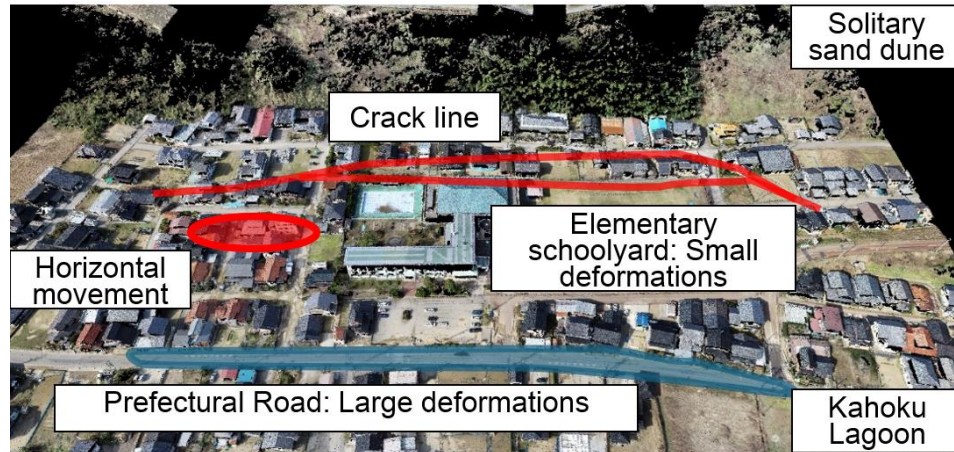 Solitary
sand dune
Crack line
Elementary
schoolyard: Small
deformations
Horizontal
movement
Prefectural Road: Large deformations
Kahoku
Lagoon